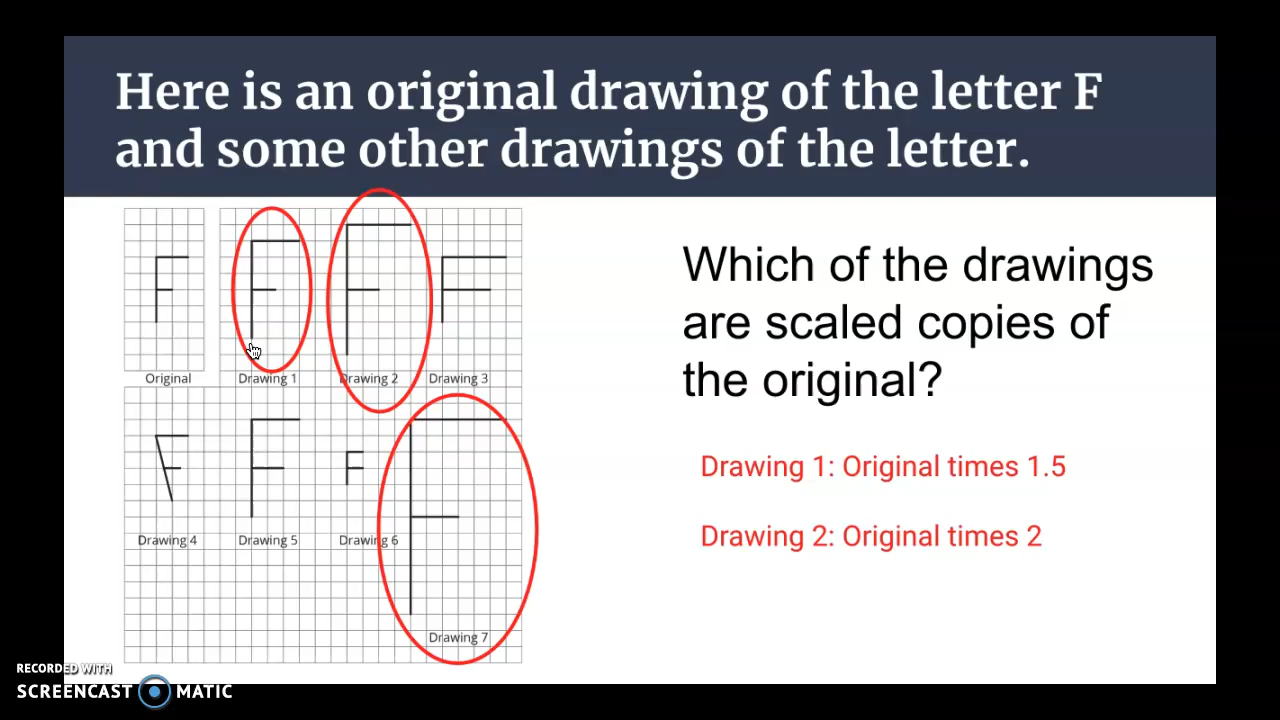 Here is an original drawing of the letter F
and some other drawings of the letter.
Original
Drawing 1
Drawing 2
Drawing 3
Drawing 4
Drawing 5
Drawing 6
Drawing 7
Which of the drawings
are scaled copies of
the original?
Drawing 1: Original times 1.5
Drawing 2: Original times 2
RECORDED WITH
SCREENCAST MATIC